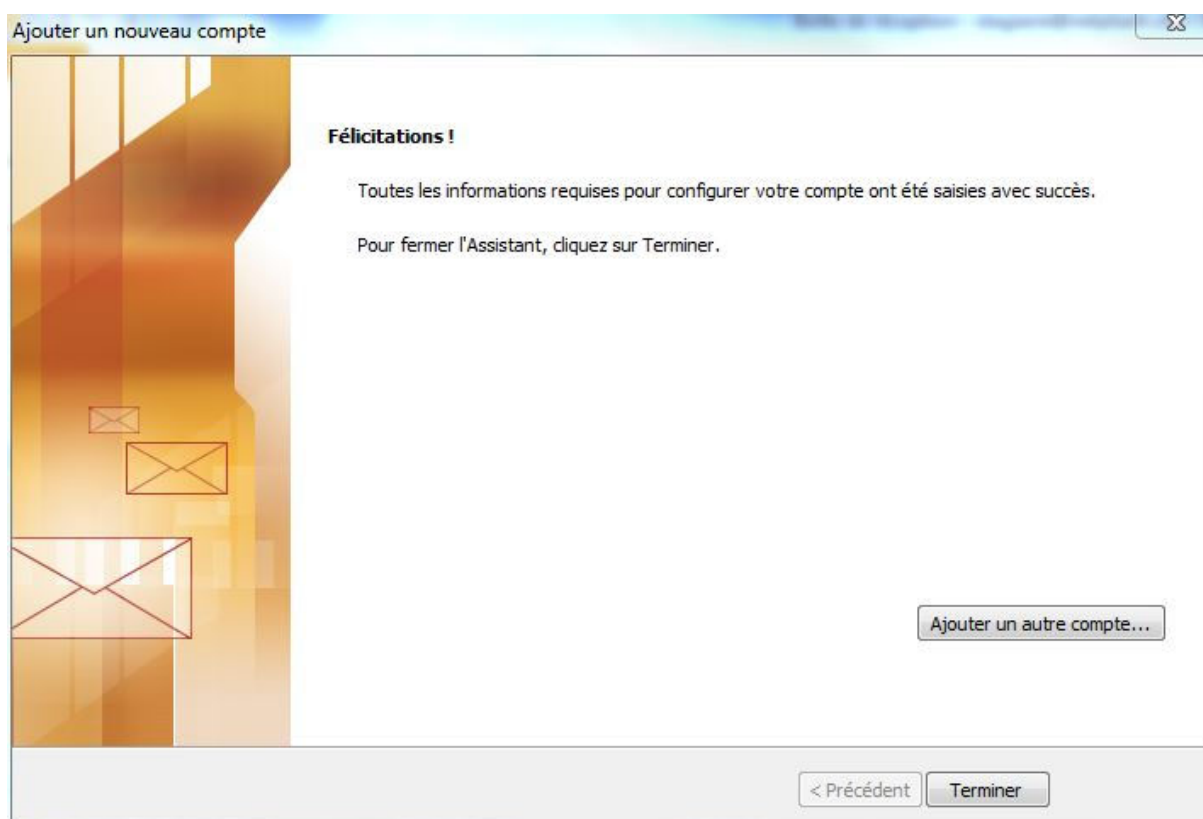 Ajouter un nouveau compte
Félicitations !
Toutes les informations requises pour configurer votre compte ont été saisies avec succès.
Pour fermer l'Assistant, cliquez sur Terminer.
Ajouter un autre compte...
< Précédent
Terminer